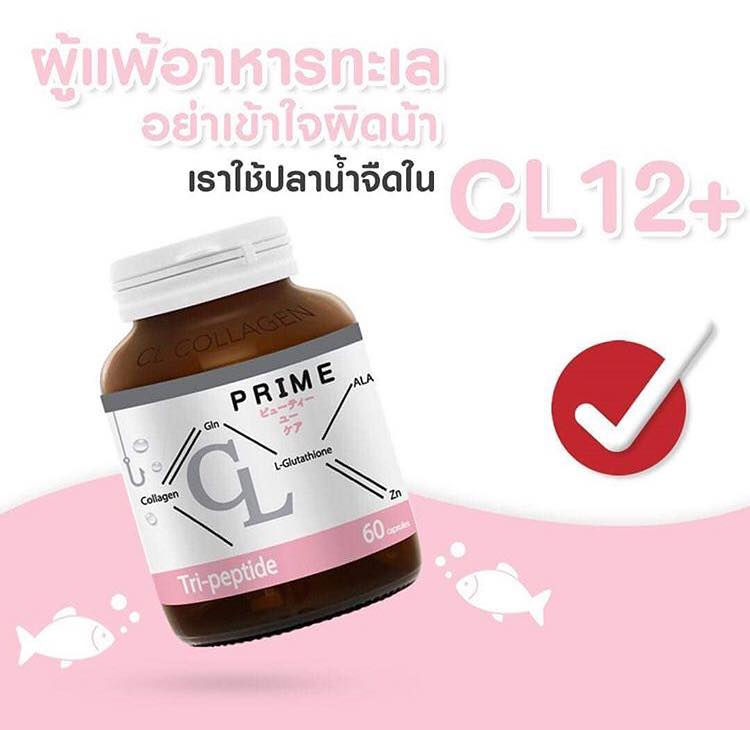 ผู้แพ้อาหารทะเล
อย่าเข้าใจผิดน้า
เราใช้ปลาน้ำจืดใน CL12+
CL COLLAGEN
PRIME
ビューティー
ユー
ケア
ALA
Gln
L-Glutathione
Collagen
CL
Zn
60 capsules
Tri-peptide